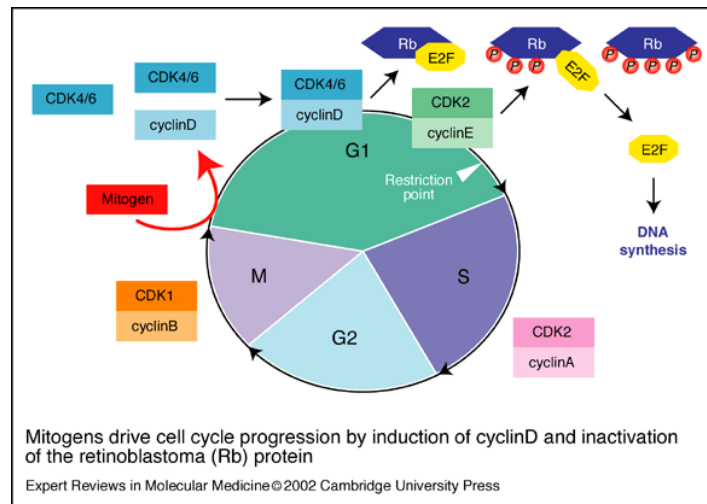 Rb
E2F
Rb
E2F
P P P
Rb
P P P P P
CDK4/6
CDK4/6
cyclinD
CDK4/6
cyclinD
CDK2
cyclinE
E2F
G1
Restriction
point
Mitogen
DNA
synthesis
M
S
G2
CDK1
cyclinB
CDK2
cyclinA
Mitogens drive cell cycle progression by induction of cyclinD and inactivation
of the retinoblastoma (Rb) protein
Expert Reviews in Molecular Medicine©2002 Cambridge University Press